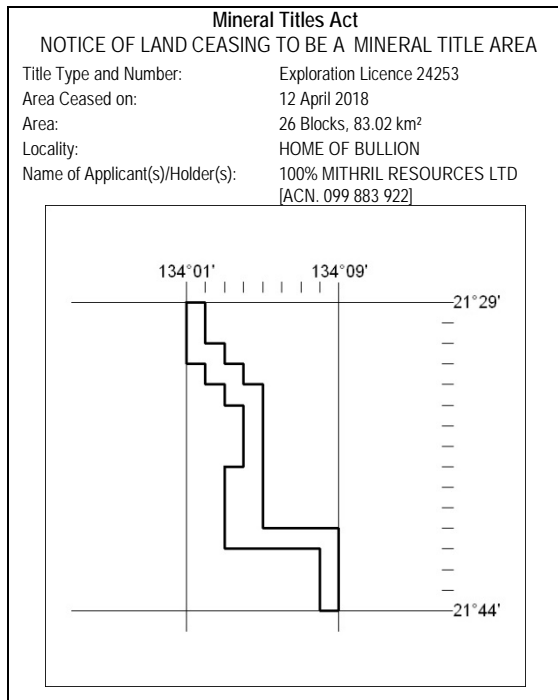 Mineral Titles Act
NOTICE OF LAND CEASING TO BE A MINERAL TITLE AREA
Title Type and Number: Exploration Licence 24253
Area Ceased on: 12 April 2018
Area: 26 Blocks, 83.02 km²
Locality: HOME OF BULLION
Name of Applicant(s)/Holder(s): 100% MITHRIL RESOURCES LTD
[ACN. 099 883 922]
134°01' 134°09'
21°29'
21°44'